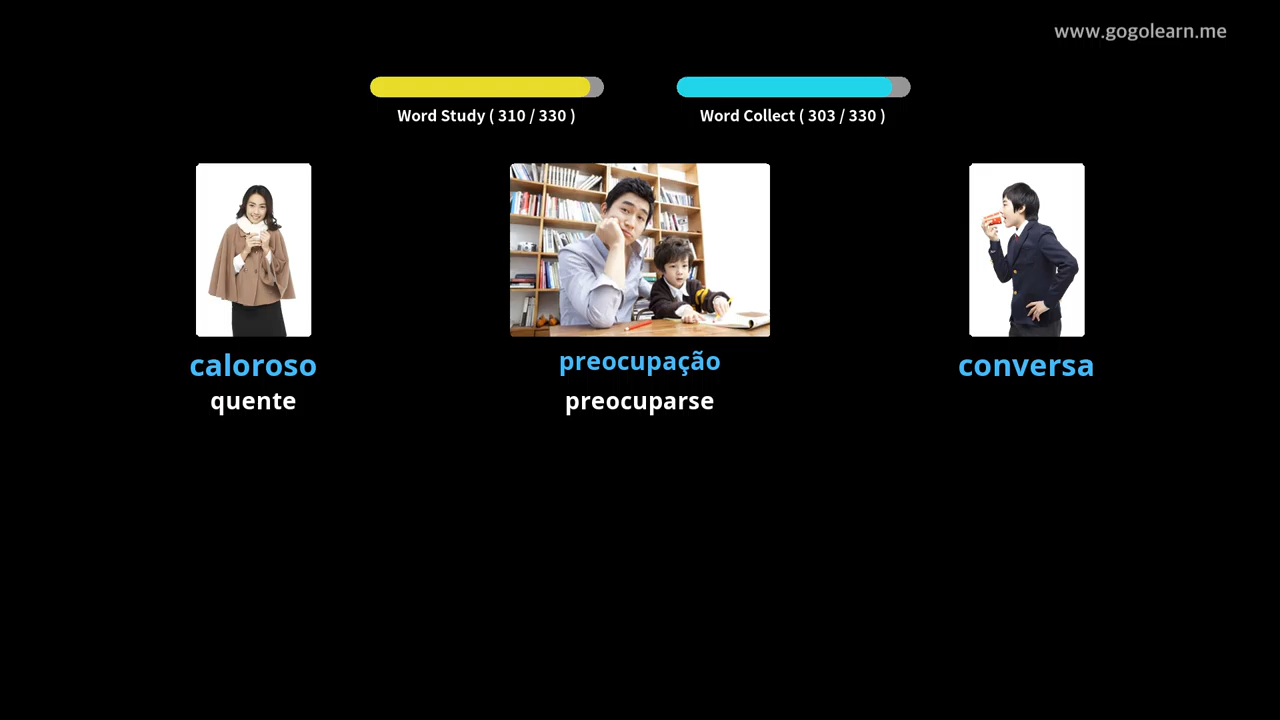 www.gogolearn.me
Word Study ( 310 / 330 )
Word Collect ( 303 / 330 )
caloroso
preocupação
conversa
quente
preocuparse